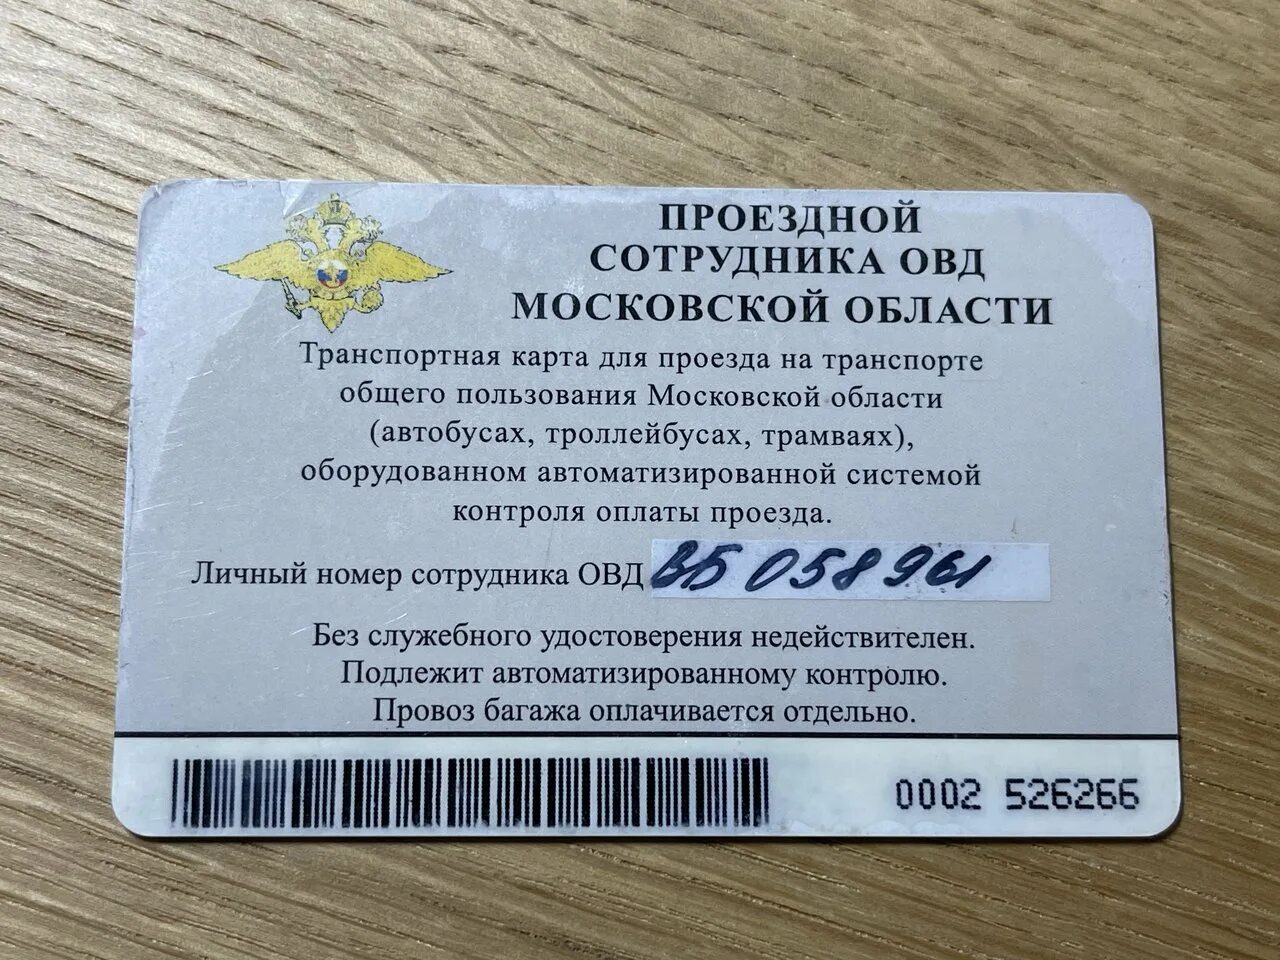 ПРОЕЗДНОЙ
СОТРУДНИКА ОВД
МОСКОВСКОЙ ОБЛАСТИ
Транспортная карта для проезда на транспорте
общего пользования Московской области
(автобусах, троллейбусах, трамваях),
оборудованном автоматизированной системой
контроля оплаты проезда.
Личный номер сотрудника ОВД ВБ 058961
Без служебного удостоверения недействителен.
Подлежит автоматизированному контролю.
Провоз багажа оплачивается отдельно.
0002 526266